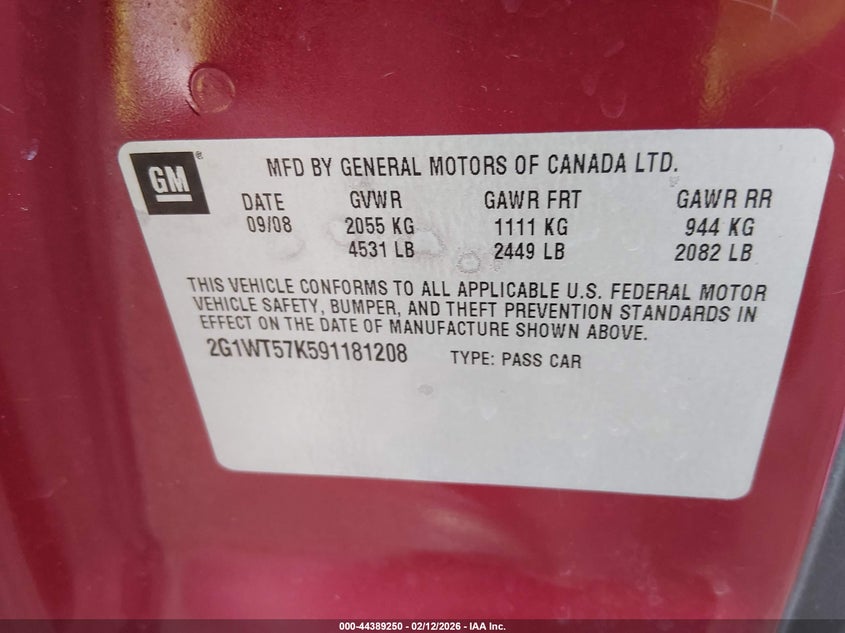 GM®
MFD BY GENERAL MOTORS OF CANADA LTD.
DATE GVWR GAWR FRT GAWR RR
09/08 2055 KG 1111 KG 944 KG
4531 LB 2449 LB 2082 LB
THIS VEHICLE CONFORMS TO ALL APPLICABLE U.S. FEDERAL MOTOR
VEHICLE SAFETY, BUMPER, AND THEFT PREVENTION STANDARDS IN
EFFECT ON THE DATE OF MANUFACTURE SHOWN ABOVE.
2G1WT57K591181208 TYPE: PASS CAR
000-44389250 - 02/12/2026 - IAA Inc.